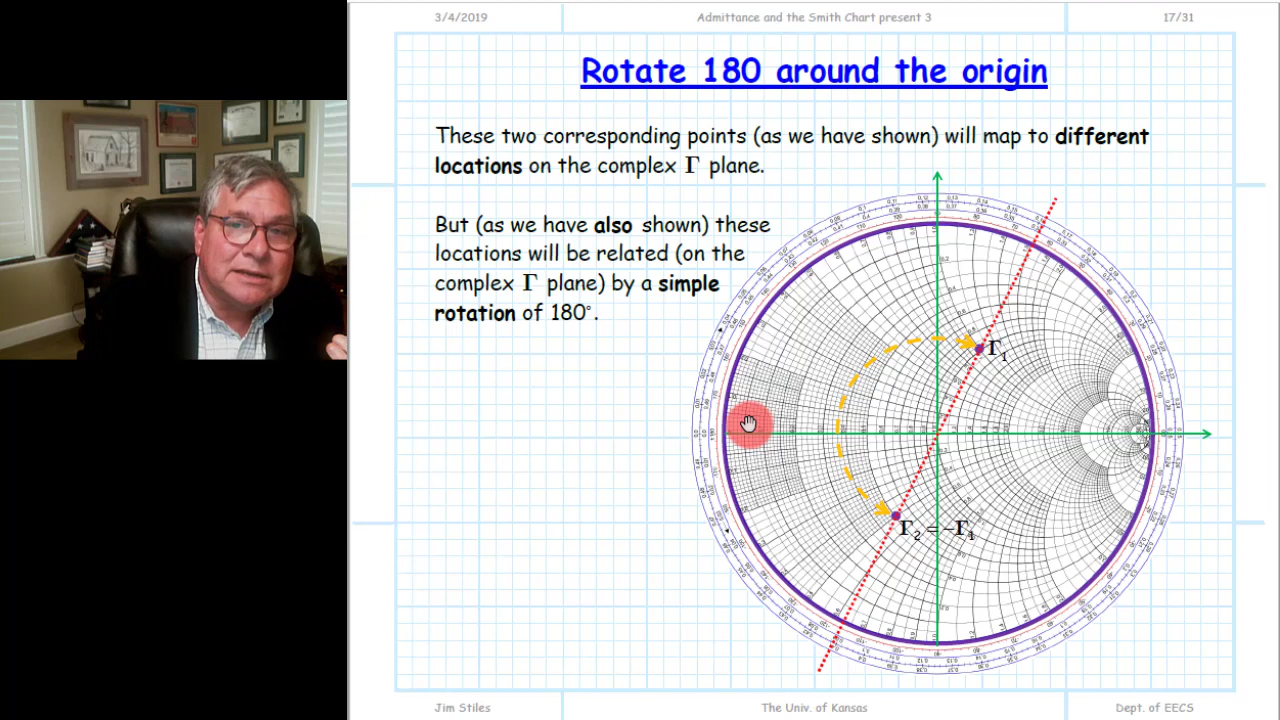 3/4/2019
Admittance and the Smith Chart present 3
17/31
Rotate 180 around the origin
These two corresponding points (as we have shown) will map to different
locations on the complex Γ plane.
But (as we have also shown) these
locations will be related (on the
complex Γ plane) by a simple
rotation of 180°.
Γ₁
Γ₂ = −Γ₁
Jim Stiles
The Univ. of Kansas
Dept. of EECS